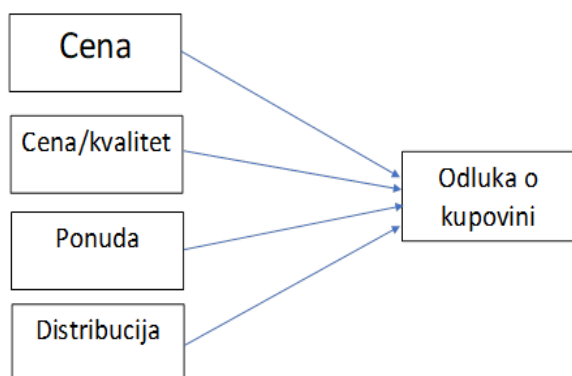 Cena
Cena/kvalitet
Ponuda
Distribucija
Odluka o
kupovini